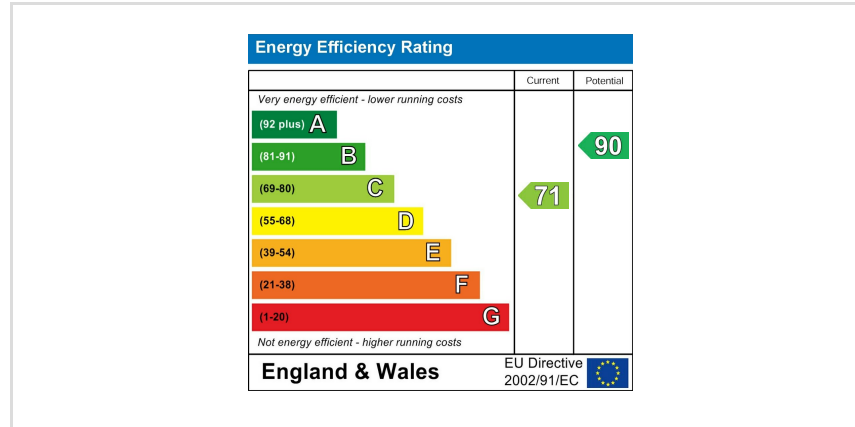 Energy Efficiency Rating
Current Potential
Very energy efficient - lower running costs
(92 plus) A
(81-91) B
90
(69-80) C
71
(55-68) D
(39-54) E
(21-38) F
(1-20) G
Not energy efficient - higher running costs
England & Wales
EU Directive
2002/91/EC